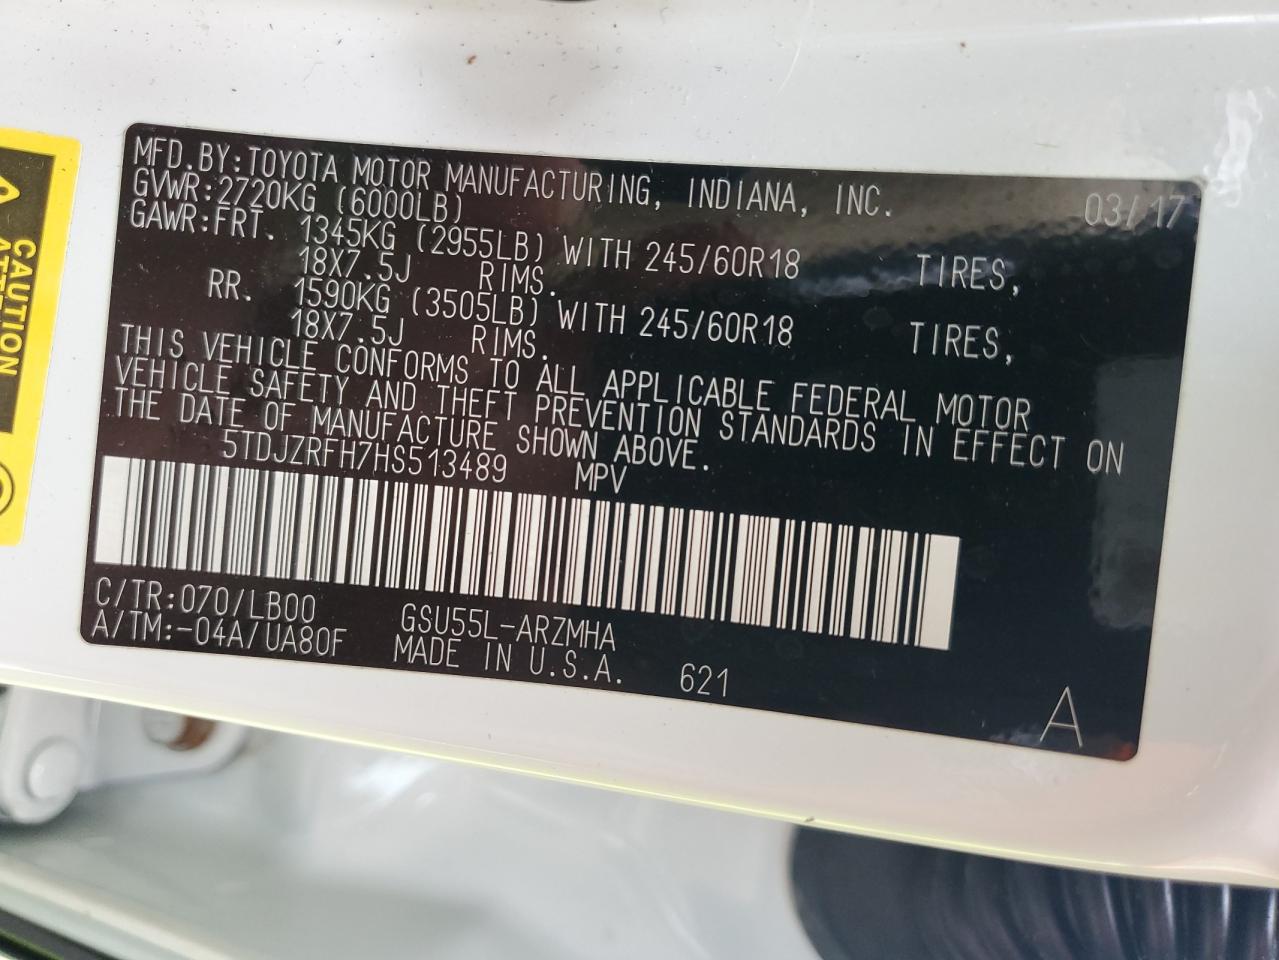 MFD.BY:TOYOTA MOTOR MANUFACTURING, INDIANA, INC. 03/17
GVWR:2720KG (6000LB)
GAWR:FRT. 1345KG (2955LB) WITH 245/60R18 TIRES,
18X7.5J RIMS.
RR. 1590KG (3505LB) WITH 245/60R18 TIRES,
18X7.5J RIMS.
THIS VEHICLE CONFORMS TO ALL APPLICABLE FEDERAL MOTOR
VEHICLE SAFETY AND THEFT PREVENTION STANDARDS IN EFFECT ON
THE DATE OF MANUFACTURE SHOWN ABOVE.
5TDJZRFH7HS513489 MPV
C/TR:070/LB00 GSU55L-ARZMHA
A/TM:-04A/UA80F MADE IN U.S.A. 621
A
CAUTION